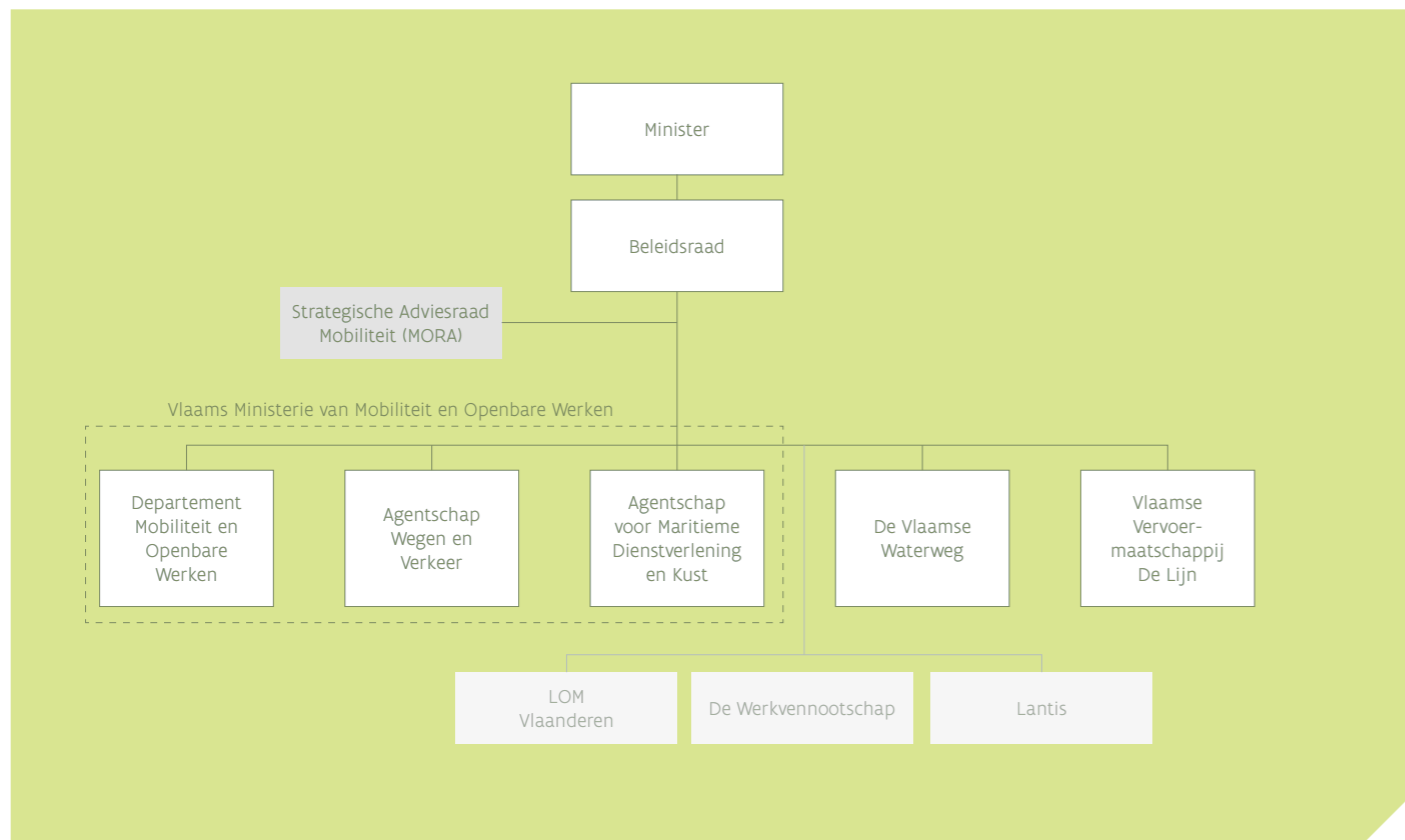 Minister
Beleidsraad
Strategische Adviesraad
Mobiliteit (MORA)
Vlaams Ministerie van Mobiliteit en Openbare Werken
Departement
Mobiliteit en
Openbare
Werken
Agentschap
Wegen en
Verkeer
Agentschap
voor Maritieme
Dienstverlening
en Kust
De Vlaamse
Waterweg
Vlaamse
Vervoer-
maatschappij
De Lijn
LOM
Vlaanderen
De Werkvennootschap
Lantis